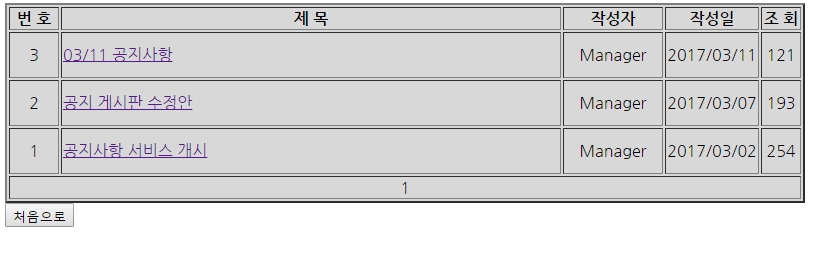 번 호 제 목 작성자 작성일 조 회
3 03/11 공지사항 Manager 2017/03/11 121
2 공지 게시판 수정안 Manager 2017/03/07 193
1 공지사항 서비스 개시 Manager 2017/03/02 254
1
처음으로